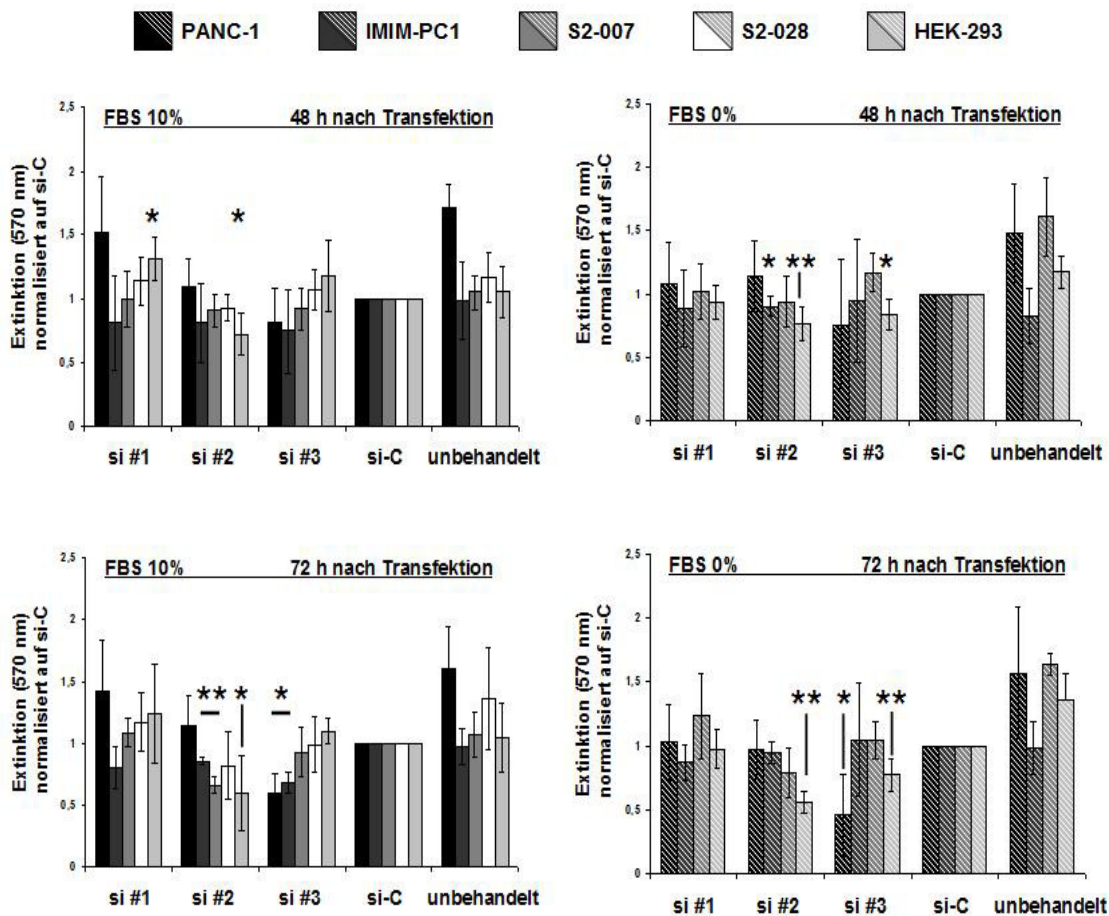 PANC-1 IMIM-PC1 S2-007 S2-028 HEK-293
FBS 10% 48 h nach Transfektion
Extinktion (570 nm)
normalisiert auf si-C
2,5
2
1,5
1
0,5
0
* *
si #1 si #2 si #3 si-C unbehandelt
FBS 0% 48 h nach Transfektion
Extinktion (570 nm)
normalisiert auf si-C
2,5
2
1,5
1
0,5
0
* ** *
si #1 si #2 si #3 si-C unbehandelt
FBS 10% 72 h nach Transfektion
Extinktion (570 nm)
normalisiert auf si-C
2,5
2
1,5
1
0,5
0
** * *
si #1 si #2 si #3 si-C unbehandelt
FBS 0% 72 h nach Transfektion
Extinktion (570 nm)
normalisiert auf si-C
2,5
2
1,5
1
0,5
0
** * **
si #1 si #2 si #3 si-C unbehandelt